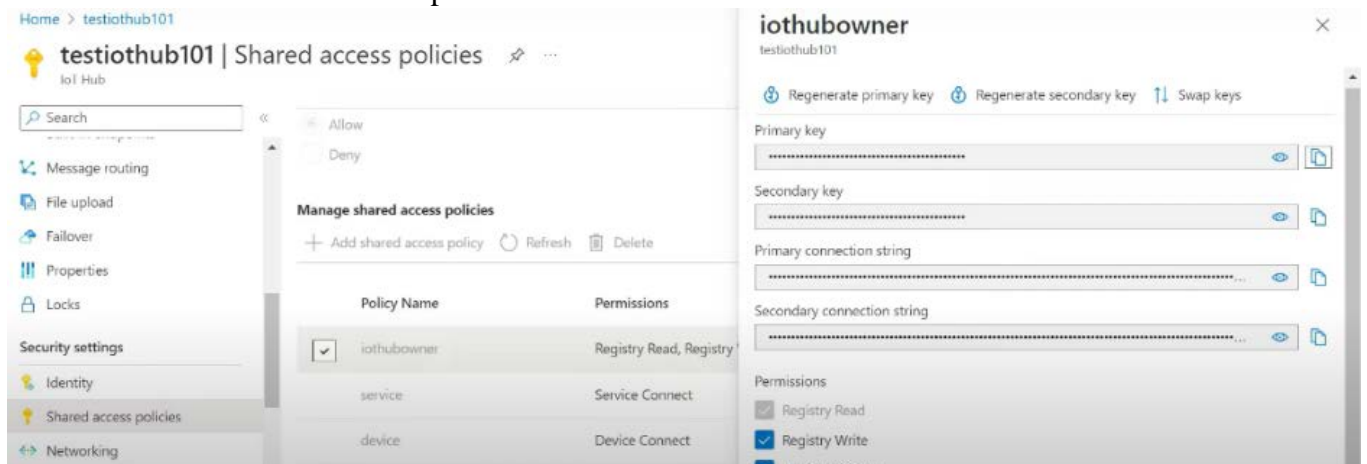 Home > testiothub101
testiothub101 | Shared access policies
IoT Hub
Search
Message routing
File upload
Failover
Properties
Locks
Security settings
Identity
Shared access policies
Networking
Allow
Deny
Manage shared access policies
Add shared access policy Refresh Delete
Policy Name Permissions
iothubowner Registry Read, Registry
service Service Connect
device Device Connect
iothubowner
testiothub101
Regenerate primary key Regenerate secondary key Swap keys
Primary key
Secondary key
Primary connection string
Secondary connection string
Permissions
Registry Read
Registry Write